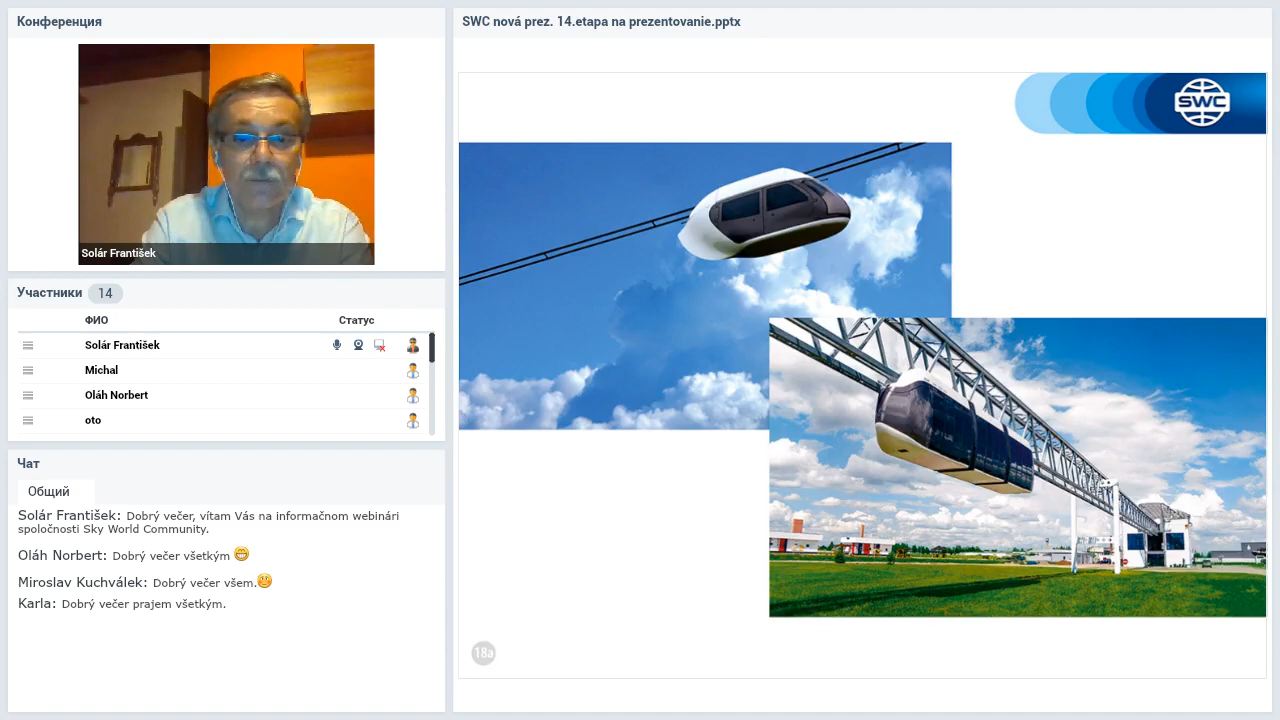 Конференция
Solár František
Участники 14
ФИО Статус
Solár František
Michal
Oláh Norbert
oto
Чат
Общий
Solár František: Dobrý večer, vítam Vás na informačnom webinári
spoločnosti Sky World Community.
Oláh Norbert: Dobrý večer všetkým
Miroslav Kuchválek: Dobrý večer všem.
Karla: Dobrý večer prajem všetkým.
SWC nová prez. 14.etapa na prezentovanie.pptx
SWC
18a